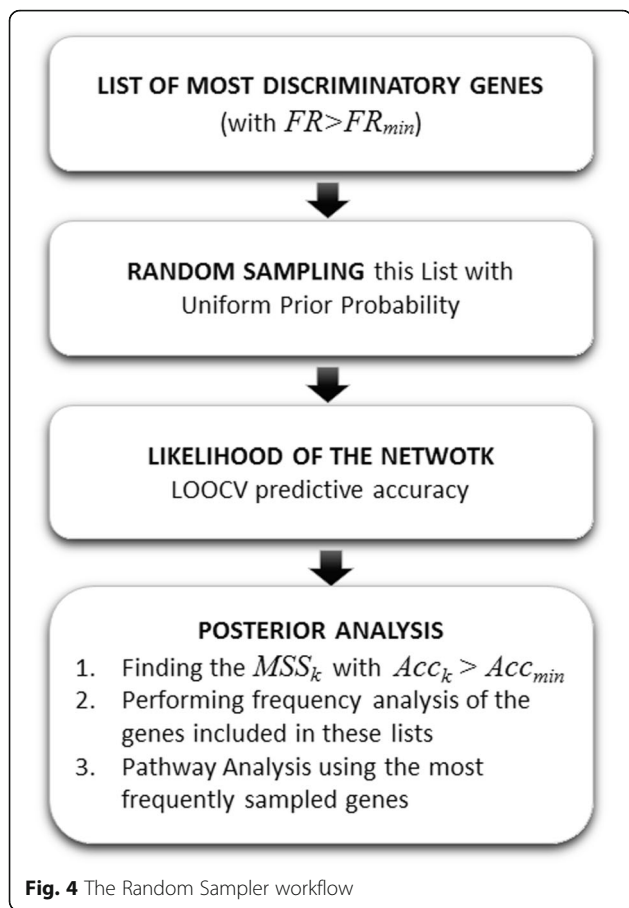 LIST OF MOST DISCRIMINATORY GENES
(with FR>FRmin)
RANDOM SAMPLING this List with
Uniform Prior Probability
LIKELIHOOD OF THE NETWOTK
LOOCV predictive accuracy
POSTERIOR ANALYSIS
1. Finding the MSSk with Acck > Accmin
2. Performing frequency analysis of the
genes included in these lists
3. Pathway Analysis using the most
frequently sampled genes
Fig. 4 The Random Sampler workflow